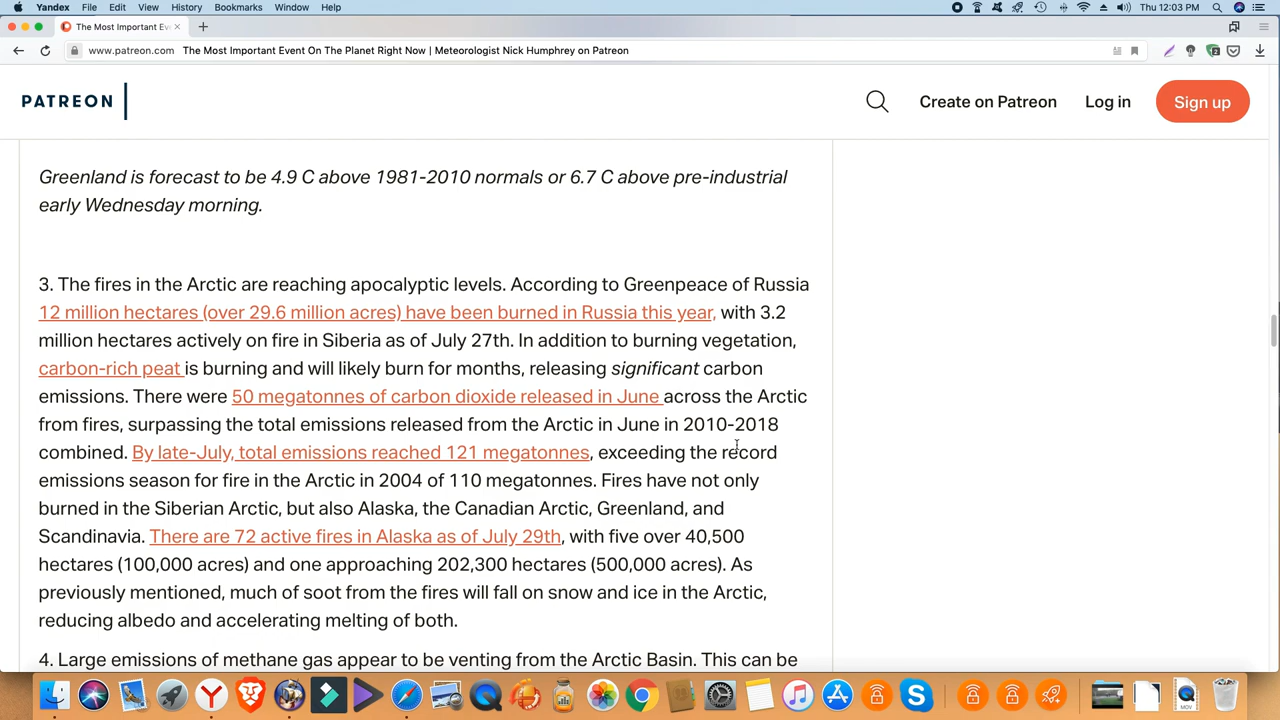 Yandex File Edit View History Bookmarks Window Help Thu 12:03 PM
The Most Important Ev
www.patreon.com The Most Important Event On The Planet Right Now | Meteorologist Nick Humphrey on Patreon
PATREON Create on Patreon Log in Sign up
Greenland is forecast to be 4.9 C above 1981-2010 normals or 6.7 C above pre-industrial
early Wednesday morning.
3. The fires in the Arctic are reaching apocalyptic levels. According to Greenpeace of Russia
12 million hectares (over 29.6 million acres) have been burned in Russia this year, with 3.2
million hectares actively on fire in Siberia as of July 27th. In addition to burning vegetation,
carbon-rich peat is burning and will likely burn for months, releasing significant carbon
emissions. There were 50 megatonnes of carbon dioxide released in June across the Arctic
from fires, surpassing the total emissions released from the Arctic in June in 2010-2018
combined. By late-July, total emissions reached 121 megatonnes, exceeding the record
emissions season for fire in the Arctic in 2004 of 110 megatonnes. Fires have not only
burned in the Siberian Arctic, but also Alaska, the Canadian Arctic, Greenland, and
Scandinavia. There are 72 active fires in Alaska as of July 29th, with five over 40,500
hectares (100,000 acres) and one approaching 202,300 hectares (500,000 acres). As
previously mentioned, much of soot from the fires will fall on snow and ice in the Arctic,
reducing albedo and accelerating melting of both.
4. Large emissions of methane gas appear to be venting from the Arctic Basin. This can be